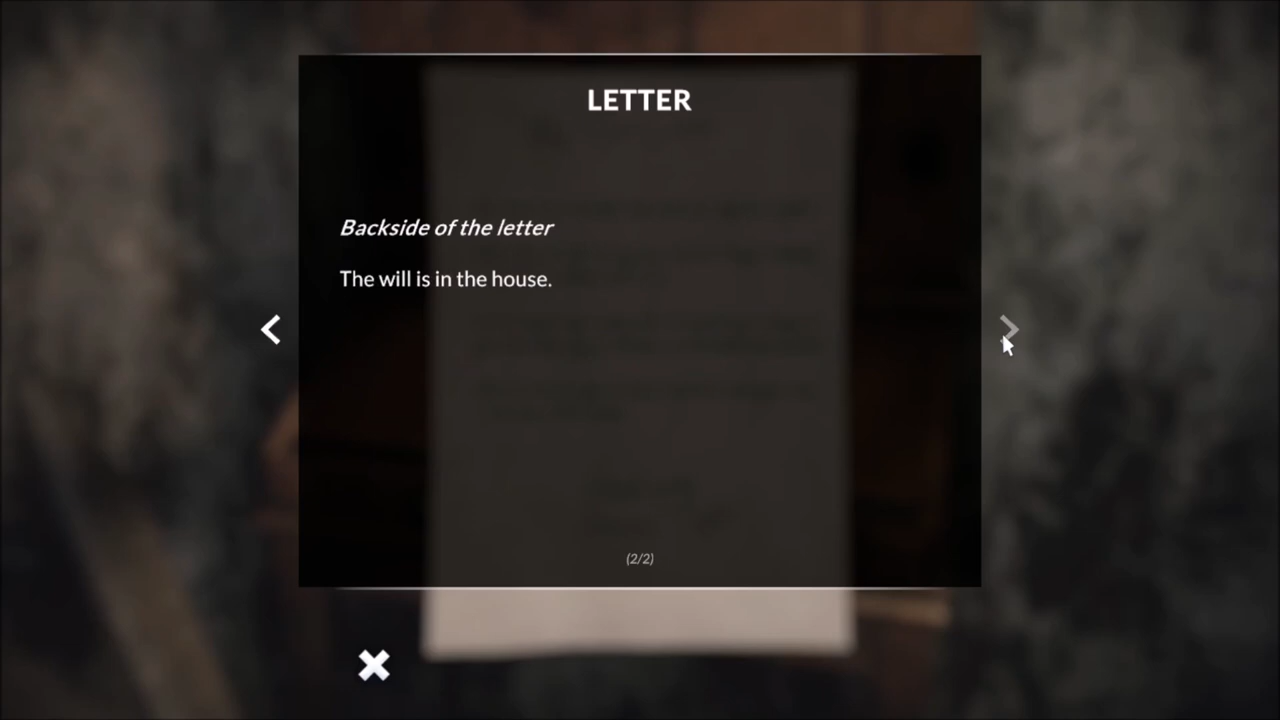 LETTER
Backside of the letter
The will is in the house.
(2/2)